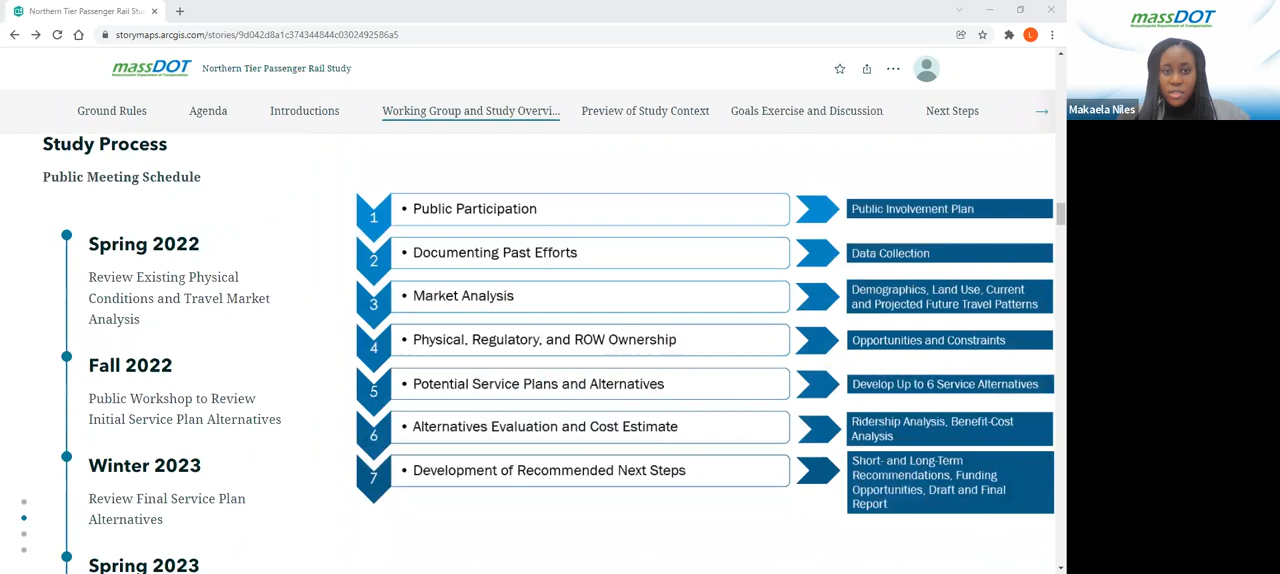 Northern Tier Passenger Rail Stu
storymaps.arcgis.com/stories/9d042d8a1c374344844c0302492586a5
L
massDOT
Massachusetts Department of Transportation
Northern Tier Passenger Rail Study
Ground Rules
Agenda
Introductions
Working Group and Study Overvi...
Preview of Study Context
Goals Exercise and Discussion
Next Steps
Study Process
Public Meeting Schedule
Spring 2022
Review Existing Physical
Conditions and Travel Market
Analysis
Fall 2022
Public Workshop to Review
Initial Service Plan Alternatives
Winter 2023
Review Final Service Plan
Alternatives
Spring 2023
1
• Public Participation
Public Involvement Plan
2
• Documenting Past Efforts
Data Collection
3
• Market Analysis
Demographics, Land Use, Current
and Projected Future Travel Patterns
4
• Physical, Regulatory, and ROW Ownership
Opportunities and Constraints
5
• Potential Service Plans and Alternatives
Develop Up to 6 Service Alternatives
6
• Alternatives Evaluation and Cost Estimate
Ridership Analysis, Benefit-Cost
Analysis
7
• Development of Recommended Next Steps
Short- and Long-Term
Recommendations, Funding
Opportunities, Draft and Final
Report
massDOT
Makaela Niles